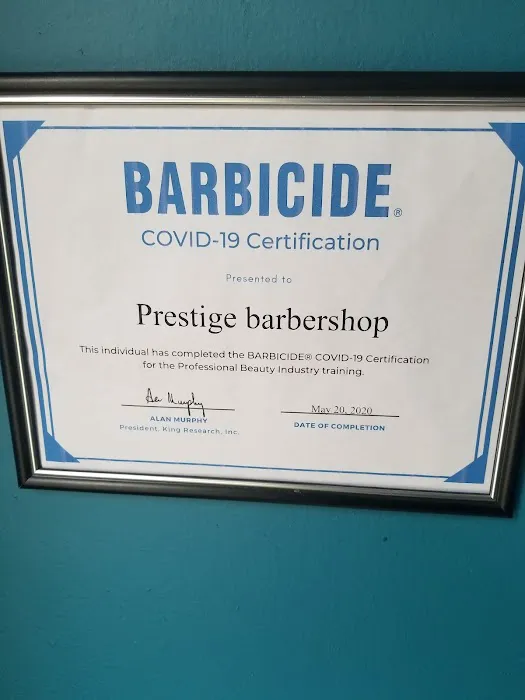 BARBICIDE®
COVID-19 Certification
Presented to
Prestige barbershop
This individual has completed the BARBICIDE® COVID-19 Certification
for the Professional Beauty Industry training.
May 20, 2020
ALAN MURPHY
DATE OF COMPLETION
President, King Research, Inc.